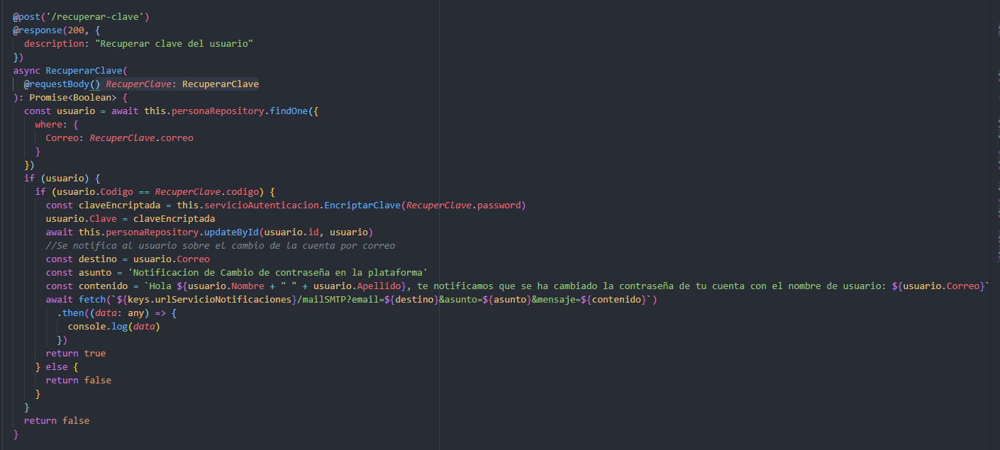 @post('/recuperar-clave')
@response(200, {
  description: "Recuperar clave del usuario"
})
async RecuperarClave(
  @requestBody() RecuperClave: RecuperarClave
): Promise<Boolean> {
  const usuario = await this.personaRepository.findOne({
    where: {
      Correo: RecuperClave.correo
    }
  })
  if (usuario) {
    if (usuario.Codigo == RecuperClave.codigo) {
      const claveEncriptada = this.servicioAutenticacion.EncriptarClave(RecuperClave.password)
      usuario.Clave = claveEncriptada
      await this.personaRepository.updateById(usuario.id, usuario)
      //Se notifica al usuario sobre el cambio de la cuenta por correo
      const destino = usuario.Correo
      const asunto = 'Notificacion de Cambio de contraseña en la plataforma'
      const contenido = `Hola ${usuario.Nombre + " " + usuario.Apellido}, te notificamos que se ha cambiado la contraseña de tu cuenta con el nombre de usuario: ${usuario.Correo}`
      await fetch(`${keys.urlServicioNotificaciones}/mailSMTP?email=${destino}&asunto=${asunto}&mensaje=${contenido}`)
        .then((data: any) => {
          console.log(data)
        })
      return true
    } else {
      return false
    }
  }
  return false
}